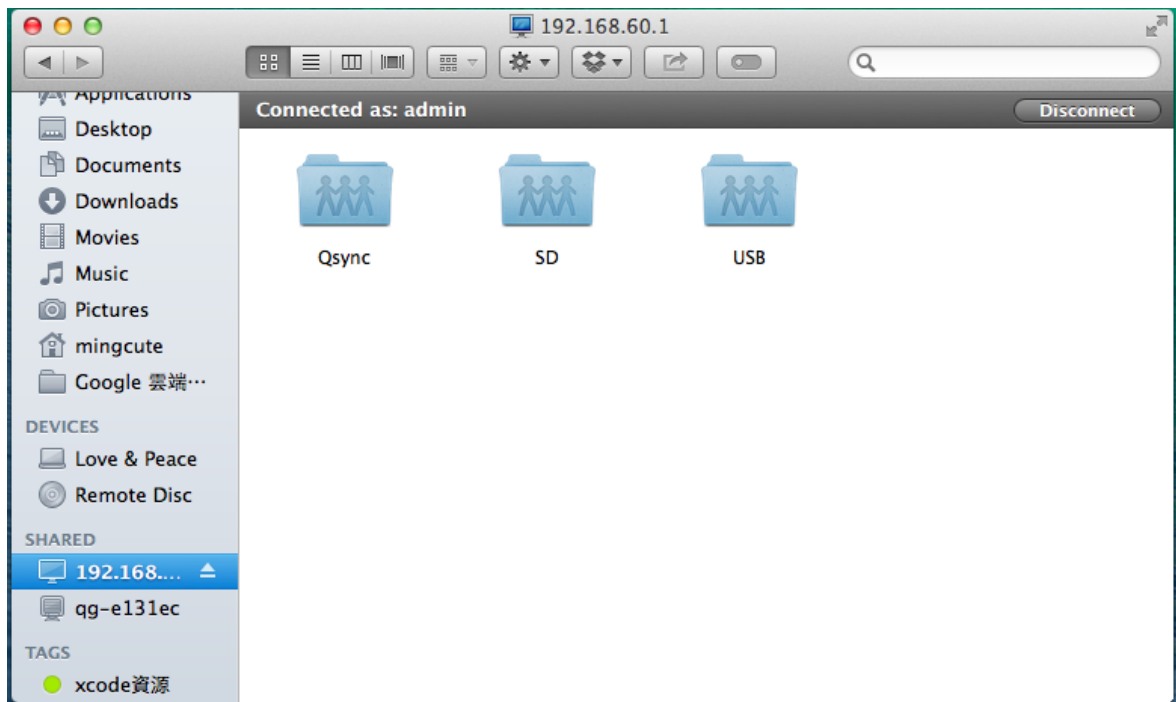 192.168.60.1
Applications
Desktop
Documents
Downloads
Movies
Music
Pictures
mingcute
Google 雲端…
DEVICES
Love & Peace
Remote Disc
SHARED
192.168....
qg-e131ec
TAGS
xcode資源
Connected as: admin
Disconnect
Qsync
SD
USB